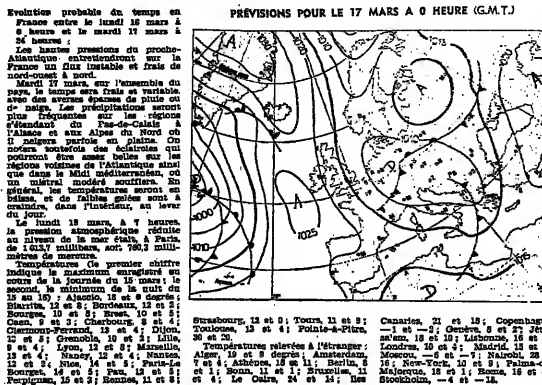 Evolution probable du temps en
France entre le lundi 16 mars à
0 heure et le mardi 17 mars à
24 heures :
Les hautes pressions du proche-
Atlantique entretiendront sur la
France un flux instable et frais de
nord-ouest à nord.
Mardi 17 mars, sur l'ensemble du
pays, le temps sera frais et variable,
avec des averses éparses de pluie ou
de neige. Les précipitations seront
plus fréquentes sur les régions
s'étendant du Pas-de-Calais à
l'Alsace et aux Alpes du Nord où
il neigera parfois en plaine. On
notera toutefois des éclaircies qui
pourront être assez belles sur les
régions voisines de l'Atlantique ainsi
que dans le Midi méditerranéen, où
un mistral modéré soufflera. En
général, les températures seront en
baisse, et de faibles gelées sont à
craindre, dans l'intérieur, au lever
du jour.
Le lundi 16 mars, à 7 heures,
la pression atmosphérique réduite
au niveau de la mer était, à Paris,
de 1 013,7 millibars, soit 760,3 milli-
mètres de mercure.
Températures (le premier chiffre
indique le maximum enregistré au
cours de la journée du 15 mars ; le
second, le minimum de la nuit du
15 au 16) : Ajaccio, 15 et 6 degrés ;
Biarritz, 12 et 8 ; Bordeaux, 12 et 2 ;
Bourges, 10 et 5 ; Brest, 10 et 5 ;
Caen, 9 et 3 ; Cherbourg, 8 et 4 ;
Clermont-Ferrand, 13 et 4 ; Dijon,
12 et 5 ; Grenoble, 10 et 2 ; Lille,
9 et 4 ; Lyon, 12 et 5 ; Marseille,
13 et 4 ; Nancy, 12 et 4 ; Nantes,
12 et 2 ; Nice, 14 et 5 ; Paris-Le
Bourget, 14 et 5 ; Pau, 11 et 3 ;
Perpignan, 15 et 3 ; Rennes, 11 et 5 ;
PRÉVISIONS POUR LE 17 MARS A 0 HEURE (G.M.T.)
A
1020
1010
A
A
1025
1000
1010
1015
D
D
Strasbourg, 12 et 0 ; Tours, 11 et 5 ;
Toulouse, 13 et 4 ; Pointe-à-Pitre,
30 et 20.
Températures relevées à l'étranger :
Alger, 19 et 8 degrés ; Amsterdam,
7 et 4 ; Athènes, 18 et 11 ; Berlin, 5
et 1 ; Bonn, 11 et 1 ; Bruxelles, 11
et 4 ; Le Caire, 24 et 14 ; îles
Canaries, 21 et 15 ; Copenhague,
—1 et —2 ; Genève, 8 et 2 ; Jéru-
salem, 18 et 10 ; Lisbonne, 16 et
Londres, 10 et 4 ; Madrid, 15 et
Moscou, —6 et —7 ; Nairobi, 28
; New-York, 10 et 9 ; Palma-de-
Majorque, 18 et 1 ; Rome, 16 et
Stockholm, —4 et —18.